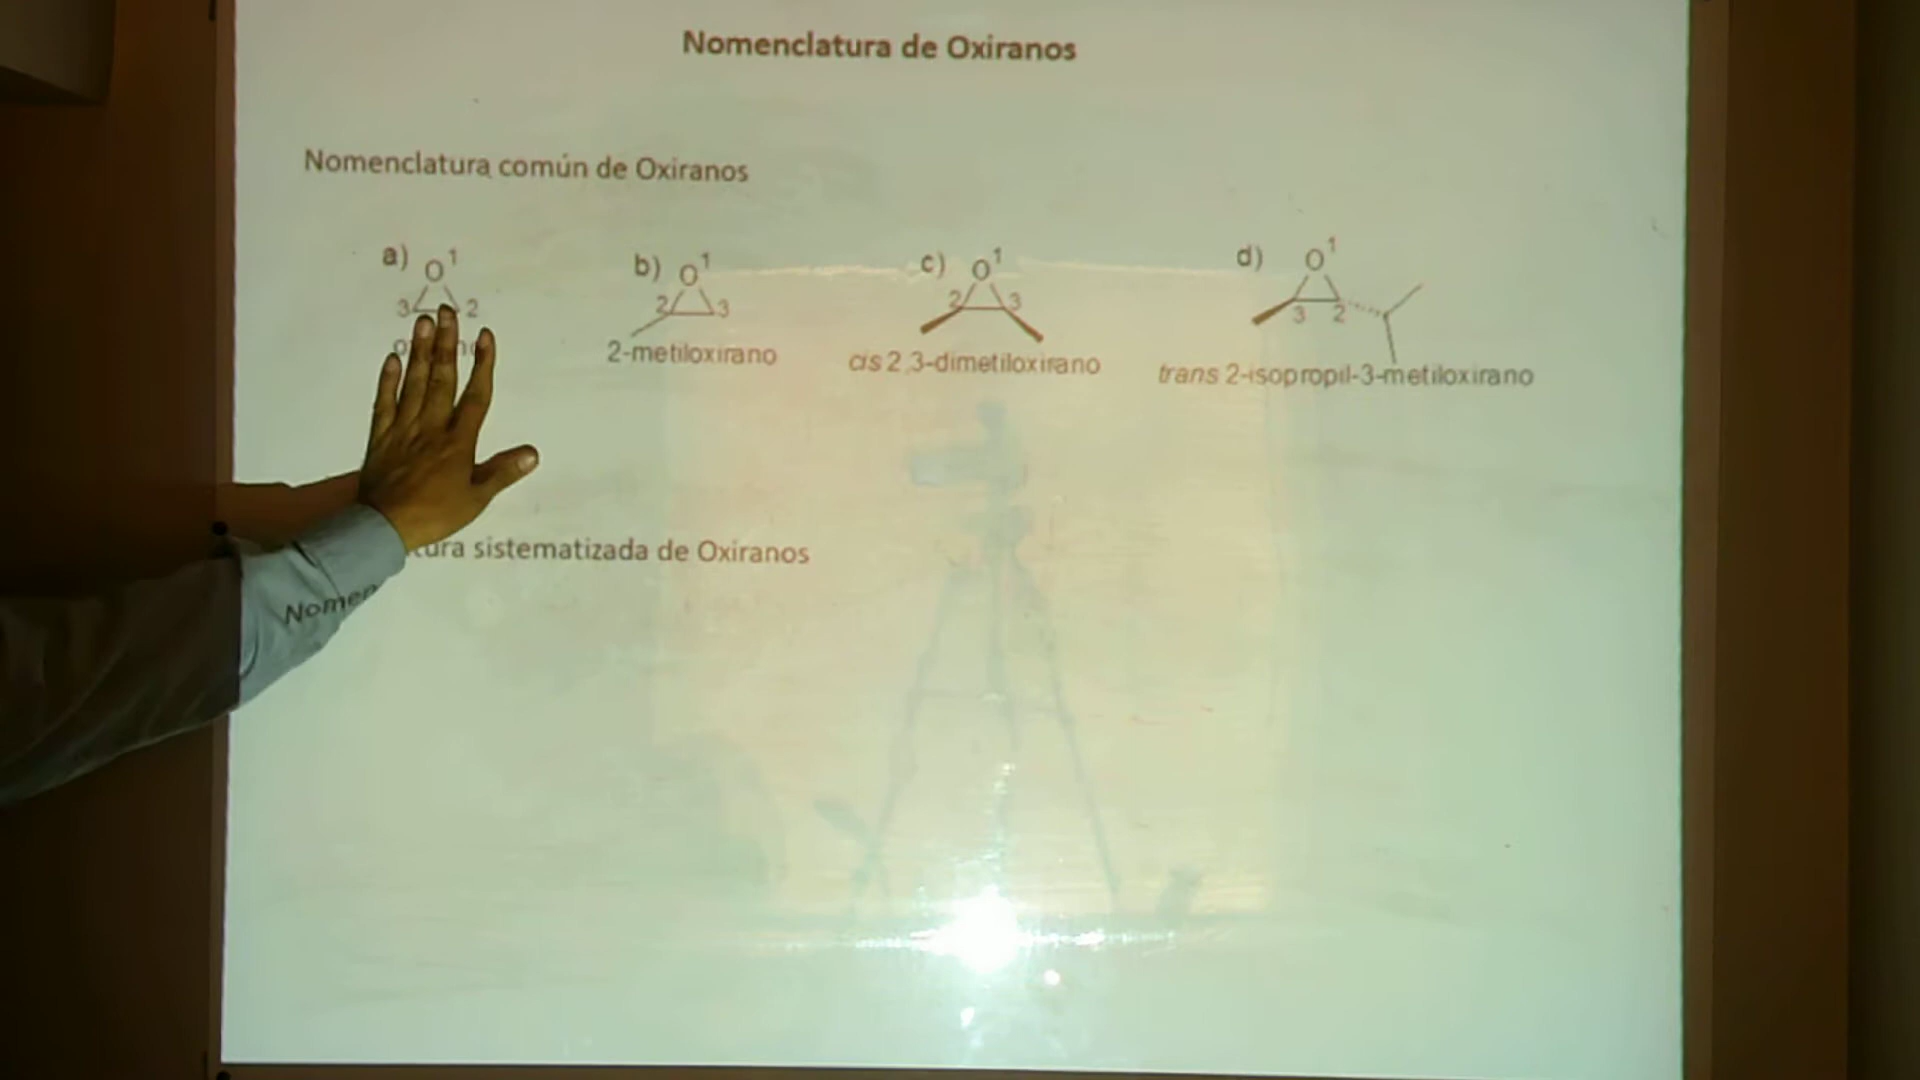 Nomenclatura de Oxiranos
Nomenclatura común de Oxiranos
a) O 1
3 2
b) O 1
2 3
2-metiloxirano
c) O 1
2 3
cis 2,3-dimetiloxirano
d) O 1
3 2
trans 2-isopropil-3-metiloxirano
Nomen tura sistematizada de Oxiranos